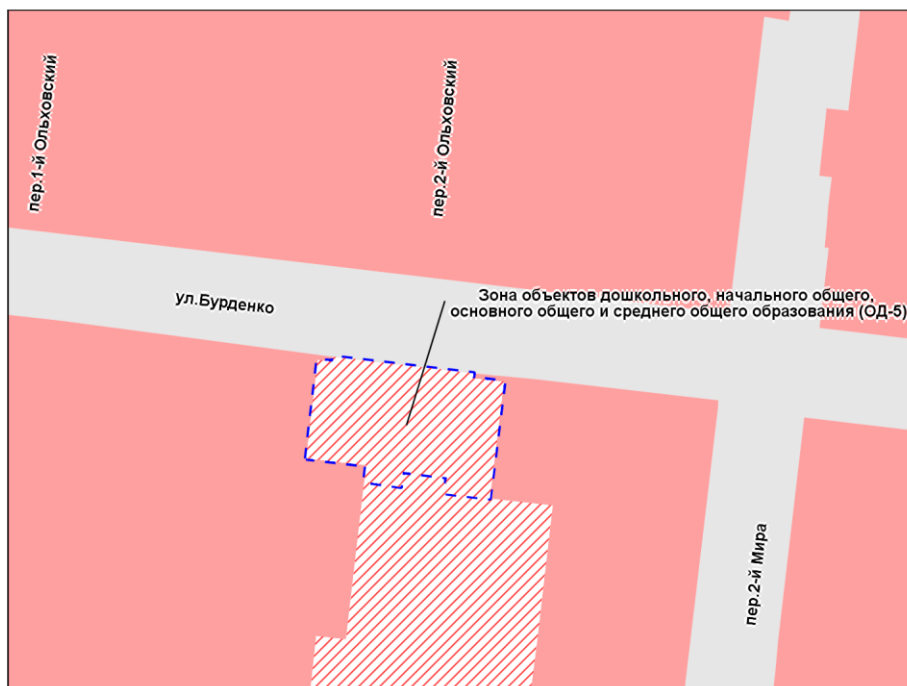 пер.1-й Ольховский
пер.2-й Ольховский
ул.Бурденко
Зона объектов дошкольного, начального общего,
основного общего и среднего общего образования (ОД-5)
пер.2-й Мира